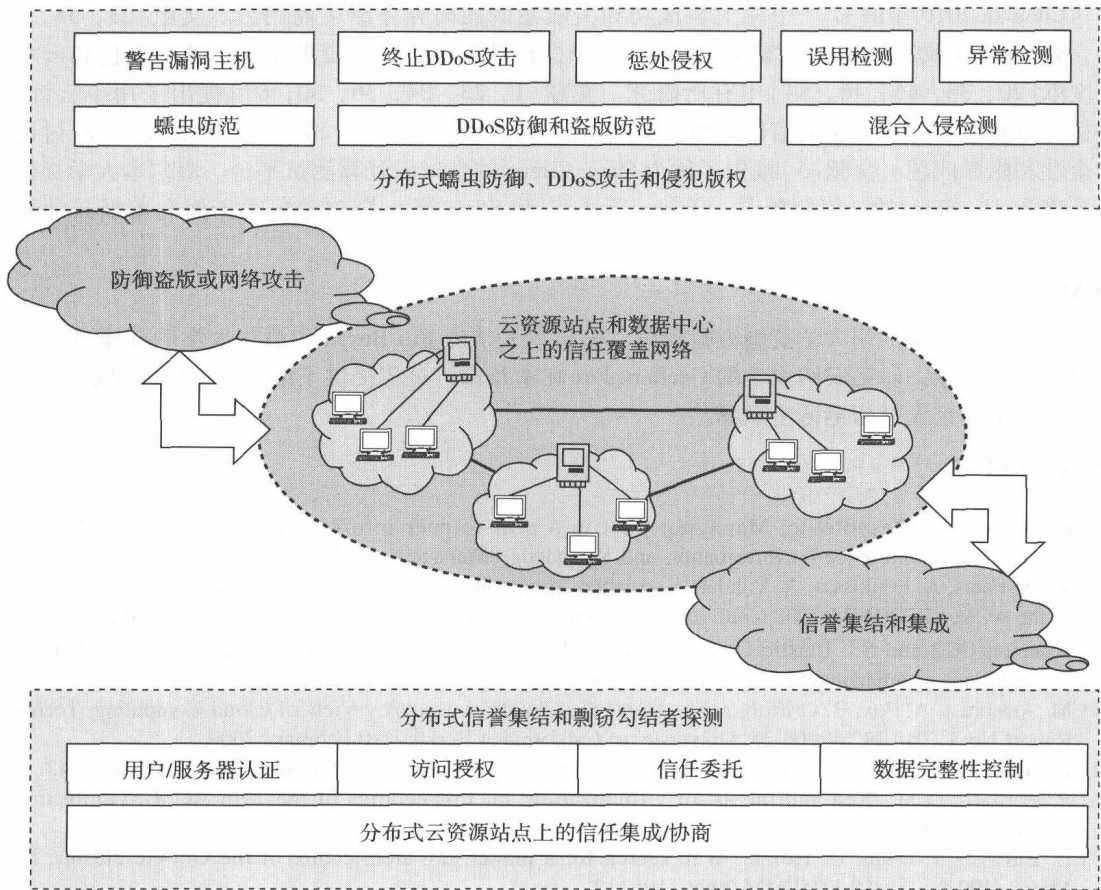 警告漏洞主机
终止DDoS攻击
惩处侵权
误用检测
异常检测
蠕虫防范
DDoS防御和盗版防范
混合入侵检测
分布式蠕虫防御、DDoS攻击和侵犯版权
防御盗版或网络攻击
云资源站点和数据中心
之上的信任覆盖网络
信誉集结和集成
分布式信誉集结和剽窃勾结者探测
用户/服务器认证
访问授权
信任委托
数据完整性控制
分布式云资源站点上的信任集成/协商